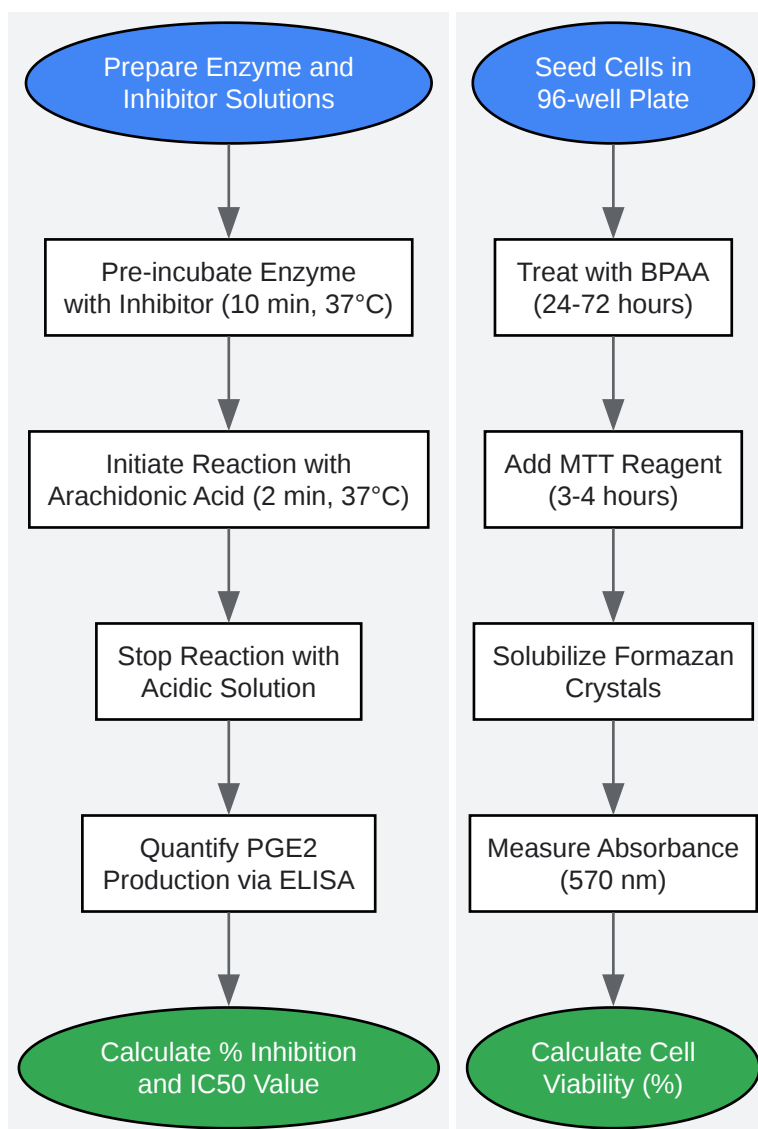 Prepare Enzyme and
Inhibitor Solutions
Pre-incubate Enzyme
with Inhibitor (10 min, 37°C)
Initiate Reaction with
Arachidonic Acid (2 min, 37°C)
Stop Reaction with
Acidic Solution
Quantify PGE2
Production via ELISA
Calculate % Inhibition
and IC50 Value
Seed Cells in
96-well Plate
Treat with BPAA
(24-72 hours)
Add MTT Reagent
(3-4 hours)
Solubilize Formazan
Crystals
Measure Absorbance
(570 nm)
Calculate Cell
Viability (%)